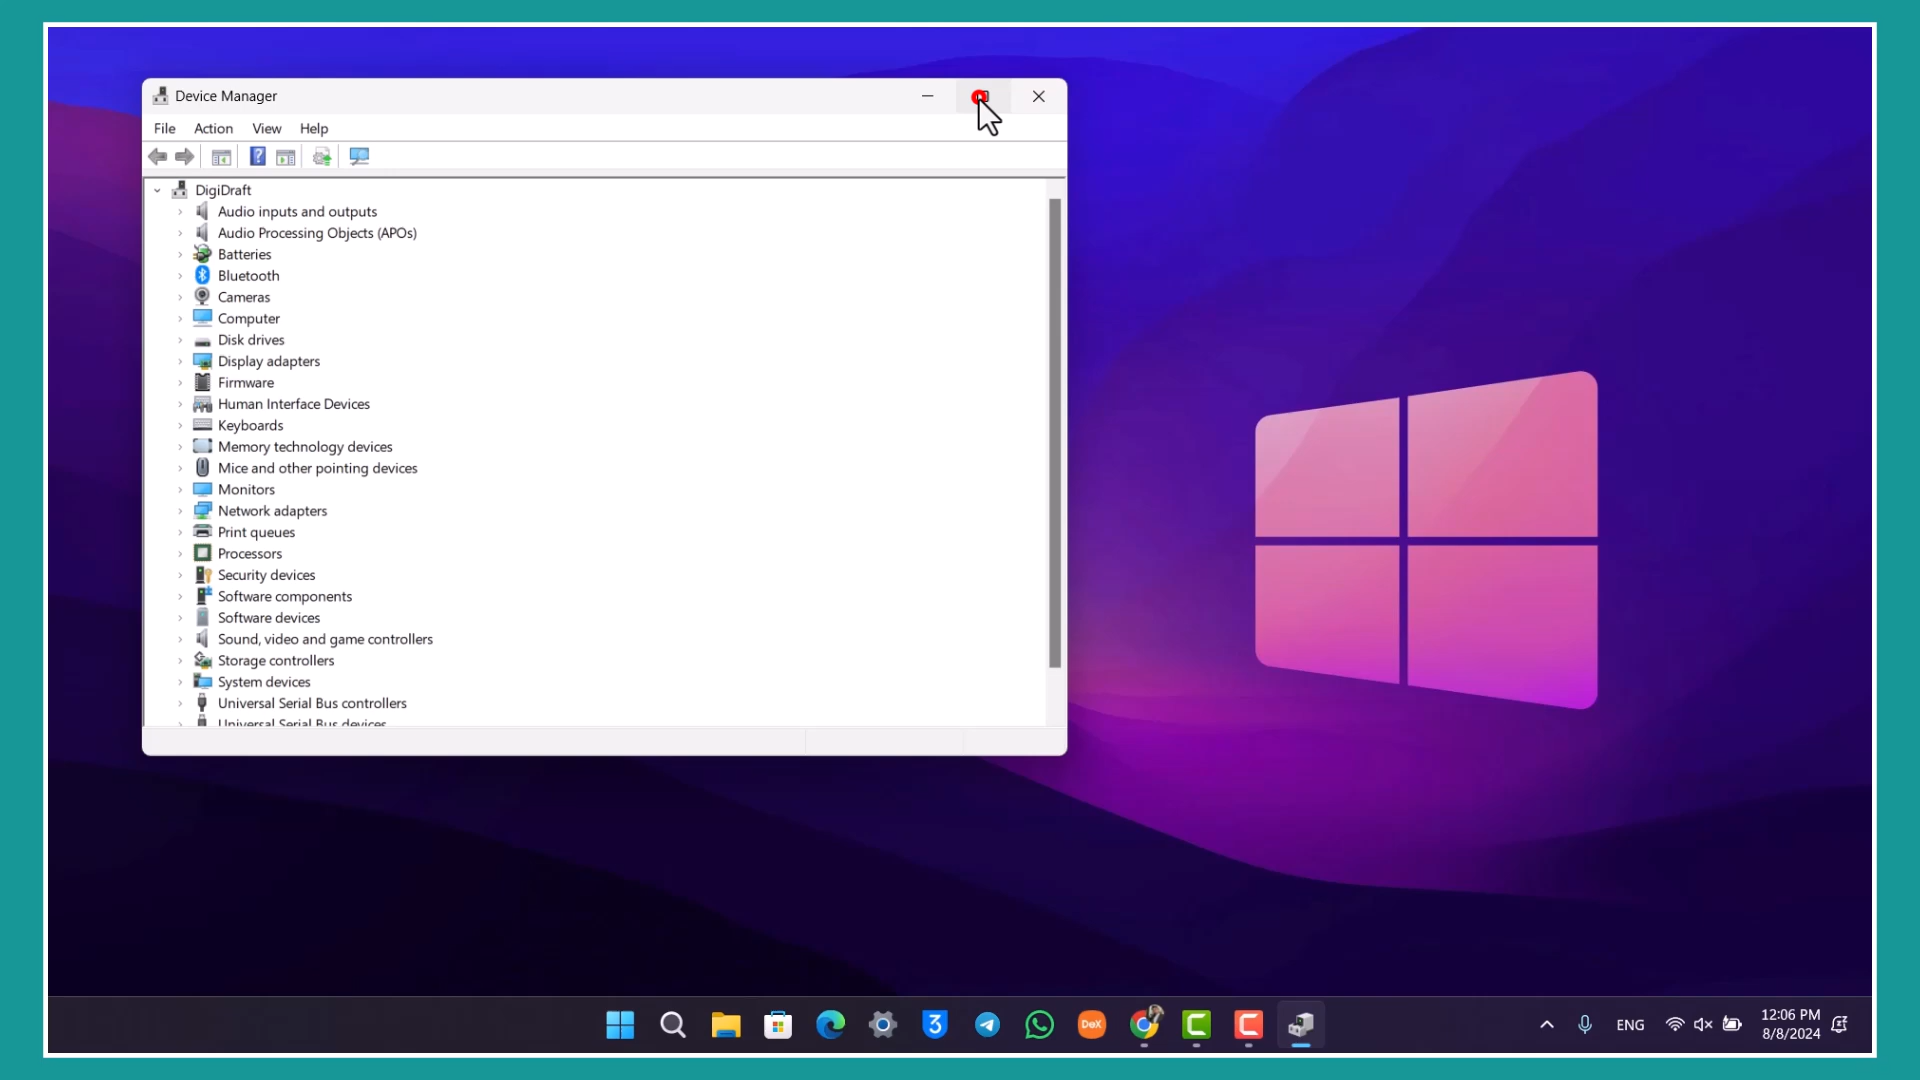 Device Manager
File Action View Help
DigiDraft
Audio inputs and outputs
Audio Processing Objects (APOs)
Batteries
Bluetooth
Cameras
Computer
Disk drives
Display adapters
Firmware
Human Interface Devices
Keyboards
Memory technology devices
Mice and other pointing devices
Monitors
Network adapters
Print queues
Processors
Security devices
Software components
Software devices
Sound, video and game controllers
Storage controllers
System devices
Universal Serial Bus controllers
Universal Serial Bus devices
DeX
ENG
12:06 PM
8/8/2024